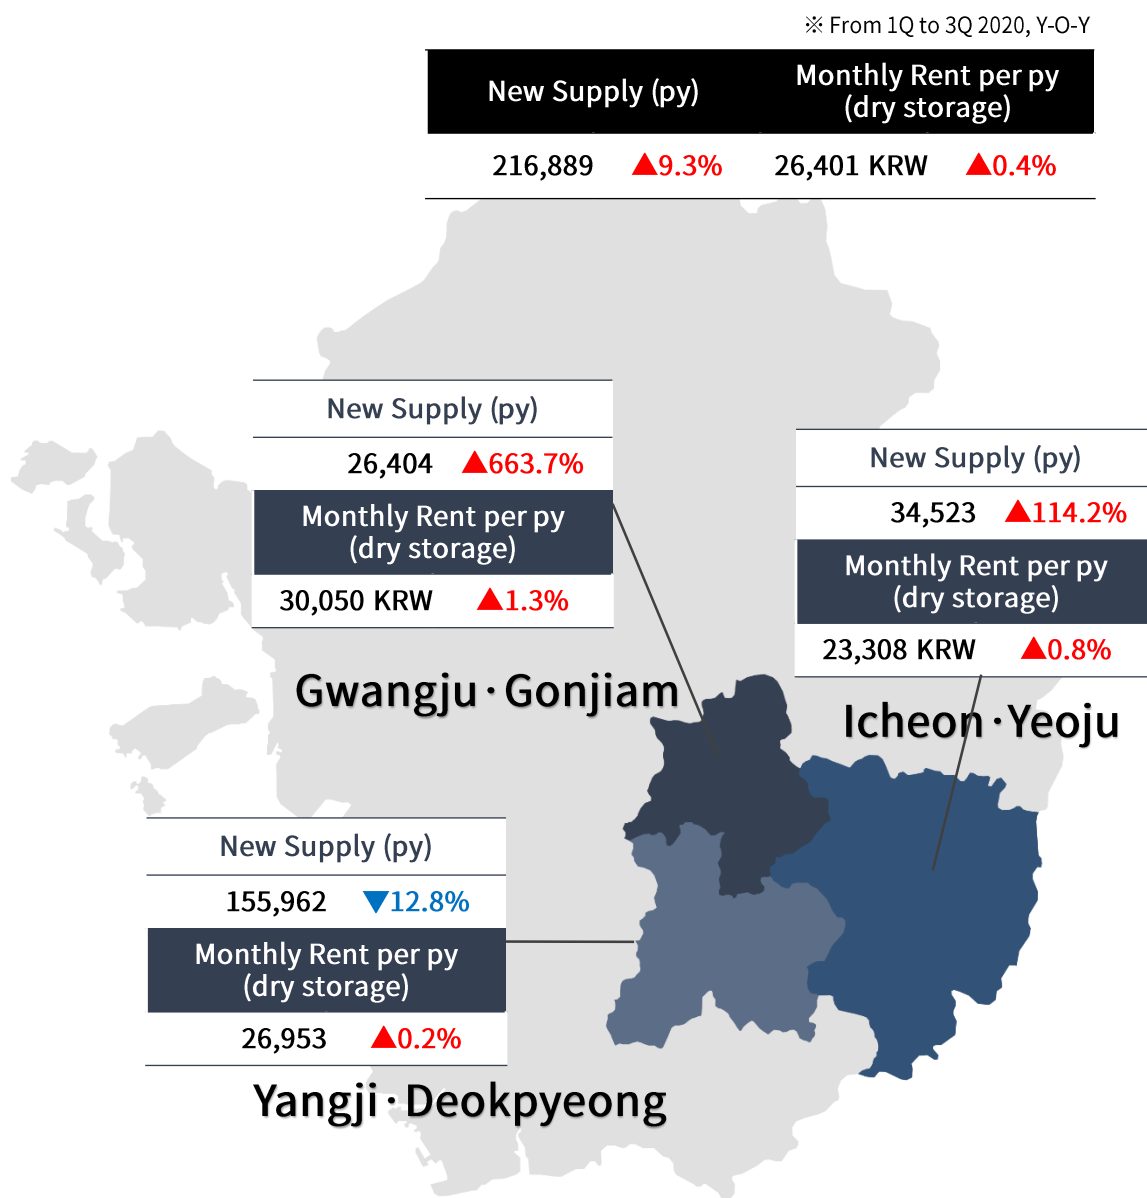 ※ From 1Q to 3Q 2020, Y-O-Y
New Supply (py)
Monthly Rent per py
(dry storage)
216,889 ▲9.3% 26,401 KRW ▲0.4%
New Supply (py)
26,404 ▲663.7%
Monthly Rent per py
(dry storage)
30,050 KRW ▲1.3%
Gwangju·Gonjiam
New Supply (py)
34,523 ▲114.2%
Monthly Rent per py
(dry storage)
23,308 KRW ▲0.8%
Icheon·Yeoju
New Supply (py)
155,962 ▼12.8%
Monthly Rent per py
(dry storage)
26,953 ▲0.2%
Yangji·Deokpyeong